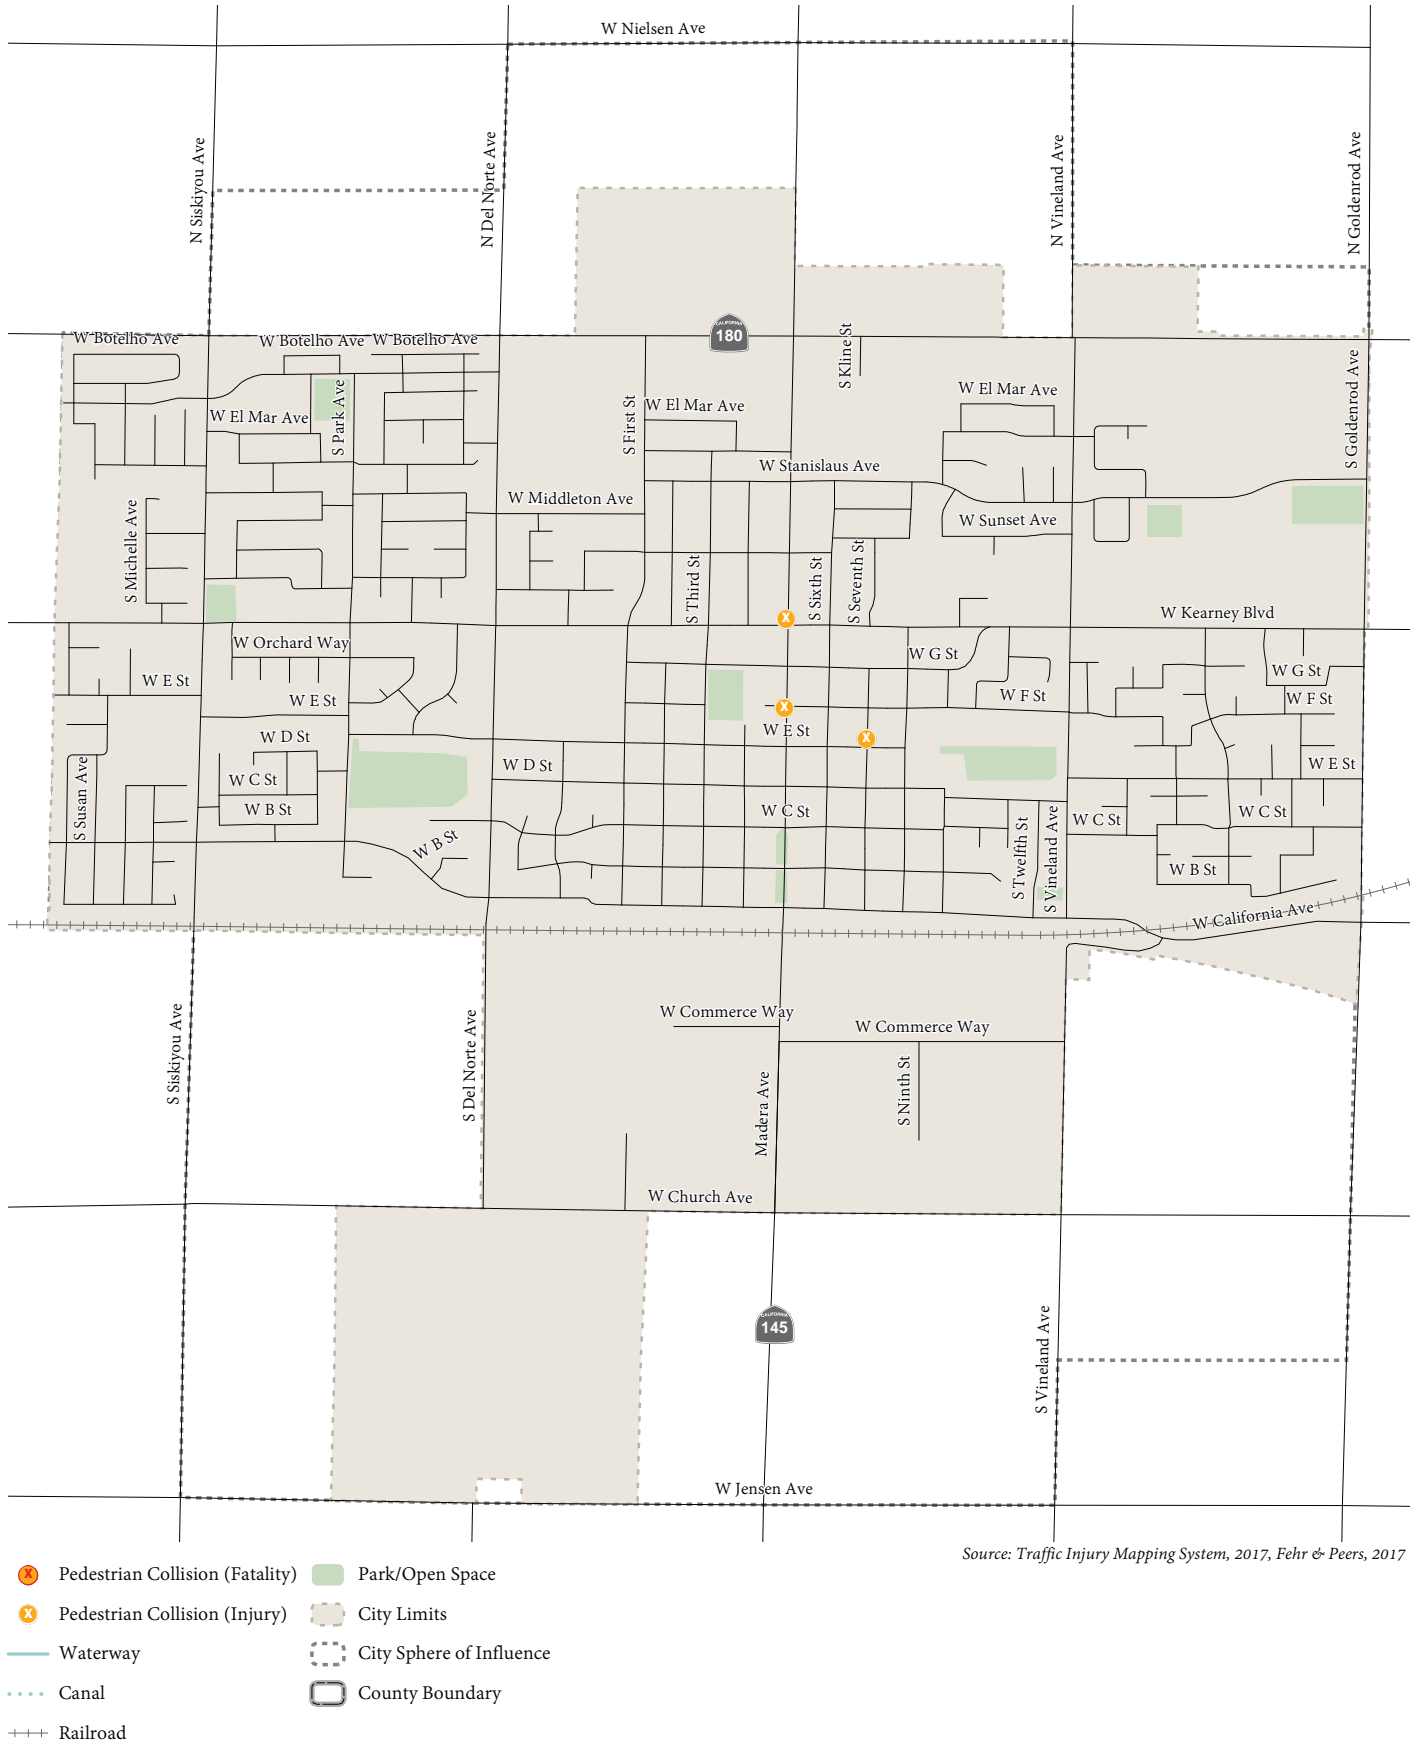 W Nielsen Ave
N Siskiyou Ave
N Del Norte Ave
N Vineland Ave
N Goldenrod Ave
CALIFORNIA
180
W Botelho Ave
W Botelho Ave
W Botelho Ave
S Kline St
S Goldenrod Ave
W El Mar Ave
S Park Ave
S First St
W El Mar Ave
W El Mar Ave
W Stanislaus Ave
W Middleton Ave
W Sunset Ave
S Michelle Ave
S Third St
S Sixth St
S Seventh St
X
W Kearney Blvd
W Orchard Way
W G St
W G St
W E St
W E St
W F St
W F St
X
W E St
X
W D St
W D St
W E St
S Susan Ave
W C St
W B St
W C St
W C St
W C St
W B St
S Twelfth St
S Vineland Ave
W B St
W California Ave
W Commerce Way
W Commerce Way
S Siskiyou Ave
S Del Norte Ave
Madera Ave
S Ninth St
W Church Ave
CALIFORNIA
145
S Vineland Ave
W Jensen Ave
Source: Traffic Injury Mapping System, 2017, Fehr & Peers, 2017
X Pedestrian Collision (Fatality)
X Pedestrian Collision (Injury)
Waterway
Canal
Railroad
Park/Open Space
City Limits
City Sphere of Influence
County Boundary